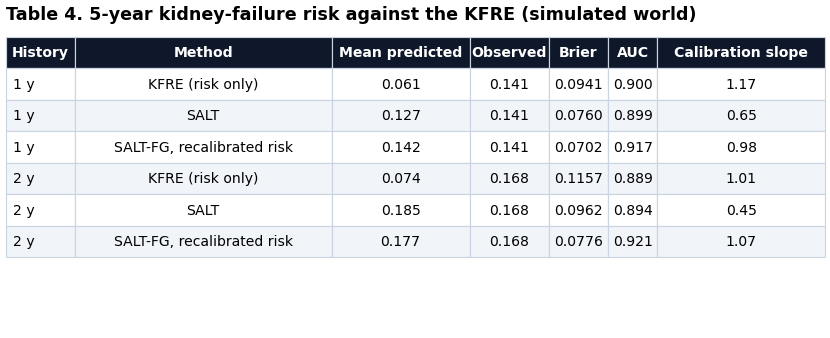 Table 4. 5-year kidney-failure risk against the KFRE (simulated world)
History Method Mean predicted Observed Brier AUC Calibration slope
1 y KFRE (risk only) 0.061 0.141 0.0941 0.900 1.17
1 y SALT 0.127 0.141 0.0760 0.899 0.65
1 y SALT-FG, recalibrated risk 0.142 0.141 0.0702 0.917 0.98
2 y KFRE (risk only) 0.074 0.168 0.1157 0.889 1.01
2 y SALT 0.185 0.168 0.0962 0.894 0.45
2 y SALT-FG, recalibrated risk 0.177 0.168 0.0776 0.921 1.07